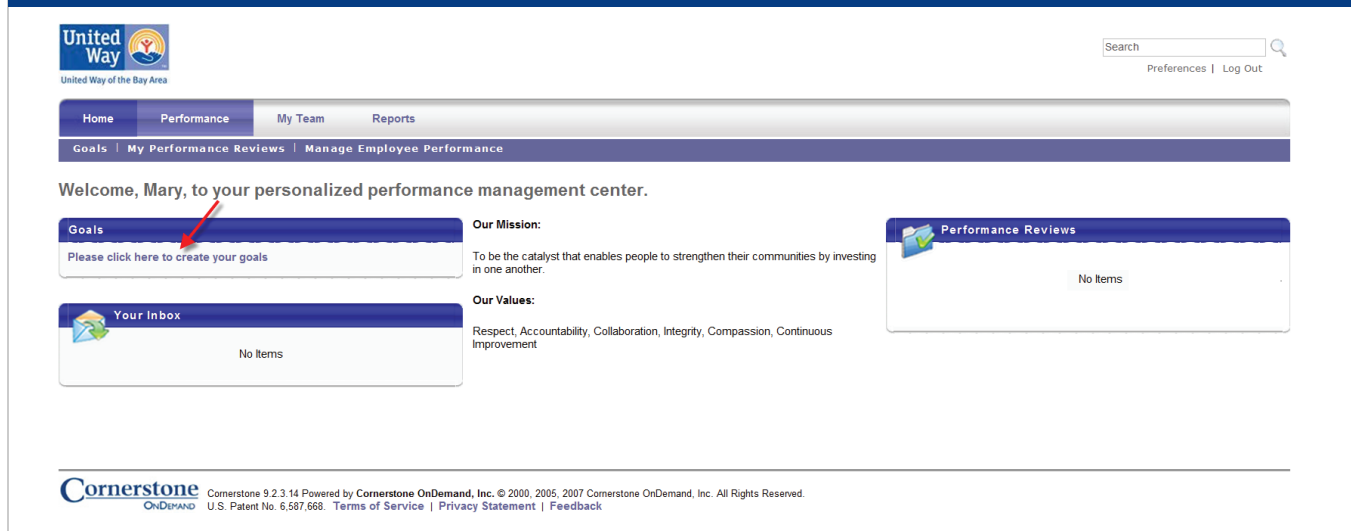 United
Way
United Way of the Bay Area
Search
Preferences | Log Out
Home Performance My Team Reports
Goals | My Performance Reviews | Manage Employee Performance
Welcome, Mary, to your personalized performance management center.
Goals
Please click here to create your goals
Your Inbox
No Items
Our Mission:
To be the catalyst that enables people to strengthen their communities by investing
in one another.
Our Values:
Respect, Accountability, Collaboration, Integrity, Compassion, Continuous
Improvement
Performance Reviews
No Items
Cornerstone
OnDemand
Cornerstone 9.2.3.14 Powered by Cornerstone OnDemand, Inc. © 2000, 2005, 2007 Cornerstone OnDemand, Inc. All Rights Reserved.
U.S. Patent No. 6,587,668. Terms of Service | Privacy Statement | Feedback